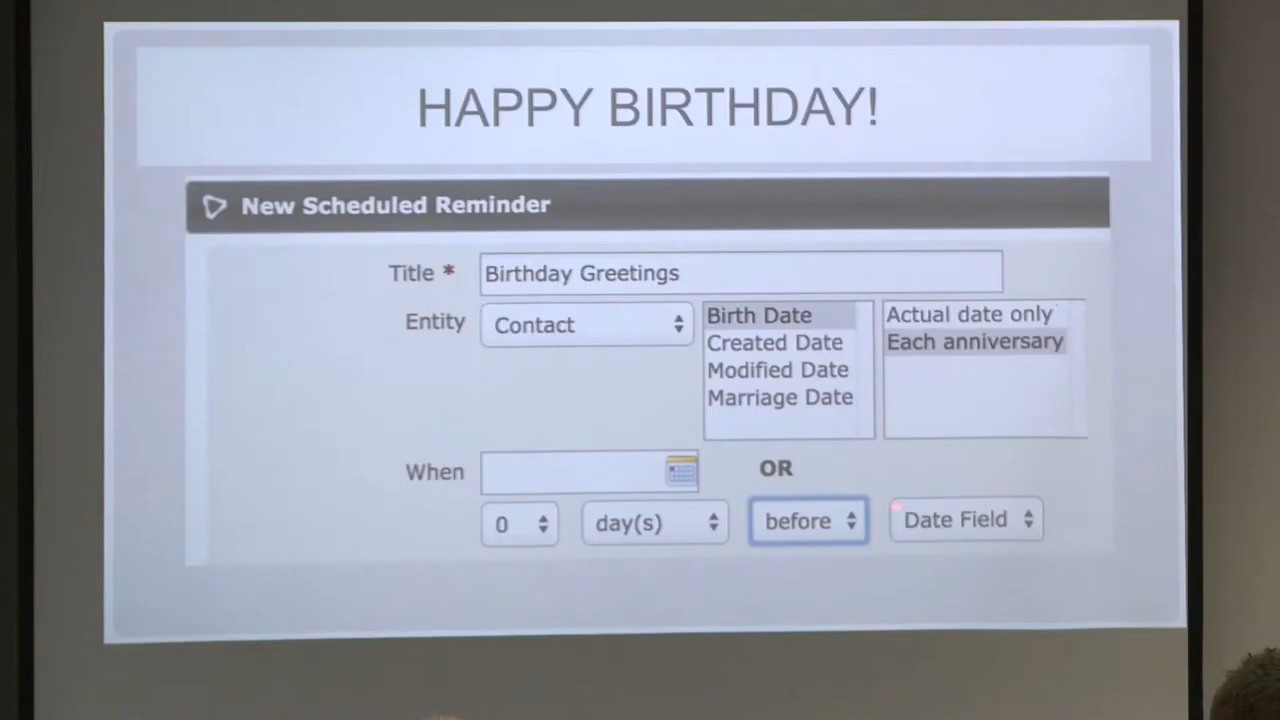 HAPPY BIRTHDAY!
New Scheduled Reminder
Title * Birthday Greetings
Entity Contact Birth Date Actual date only
Created Date Each anniversary
Modified Date
Marriage Date
When OR
0 day(s) before Date Field